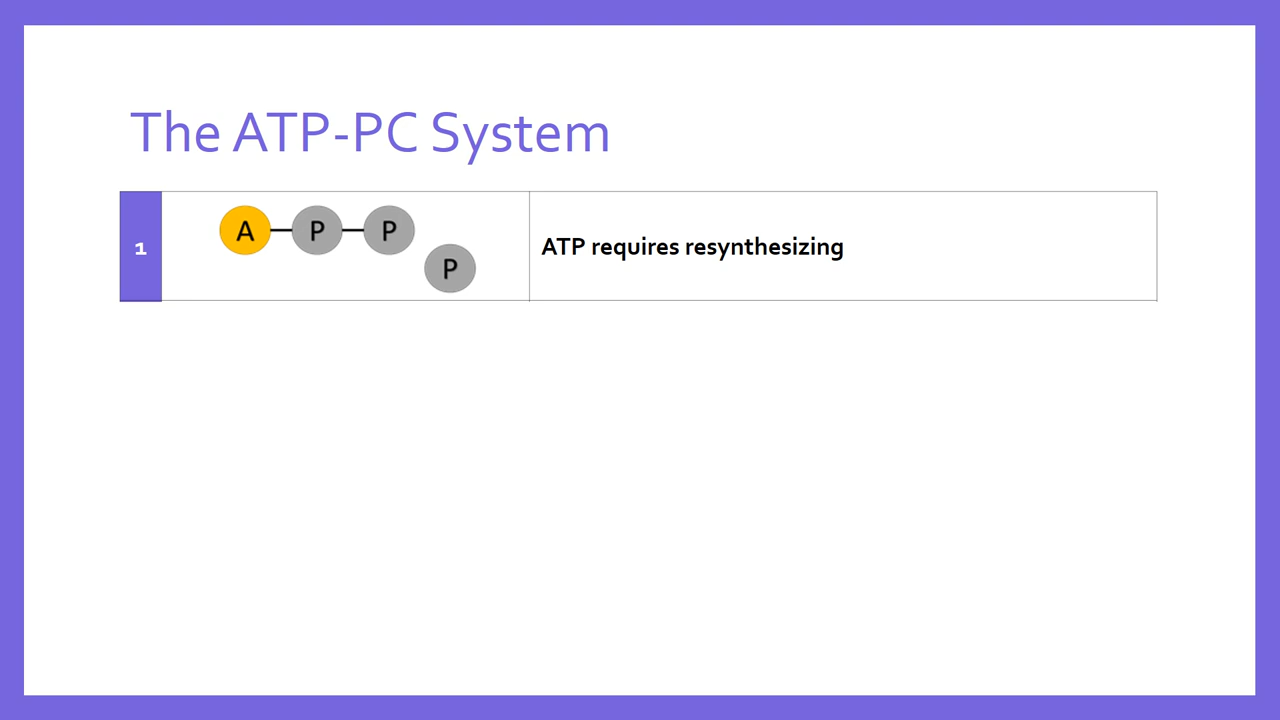 The ATP-PC System
1
A P P
P
ATP requires resynthesizing